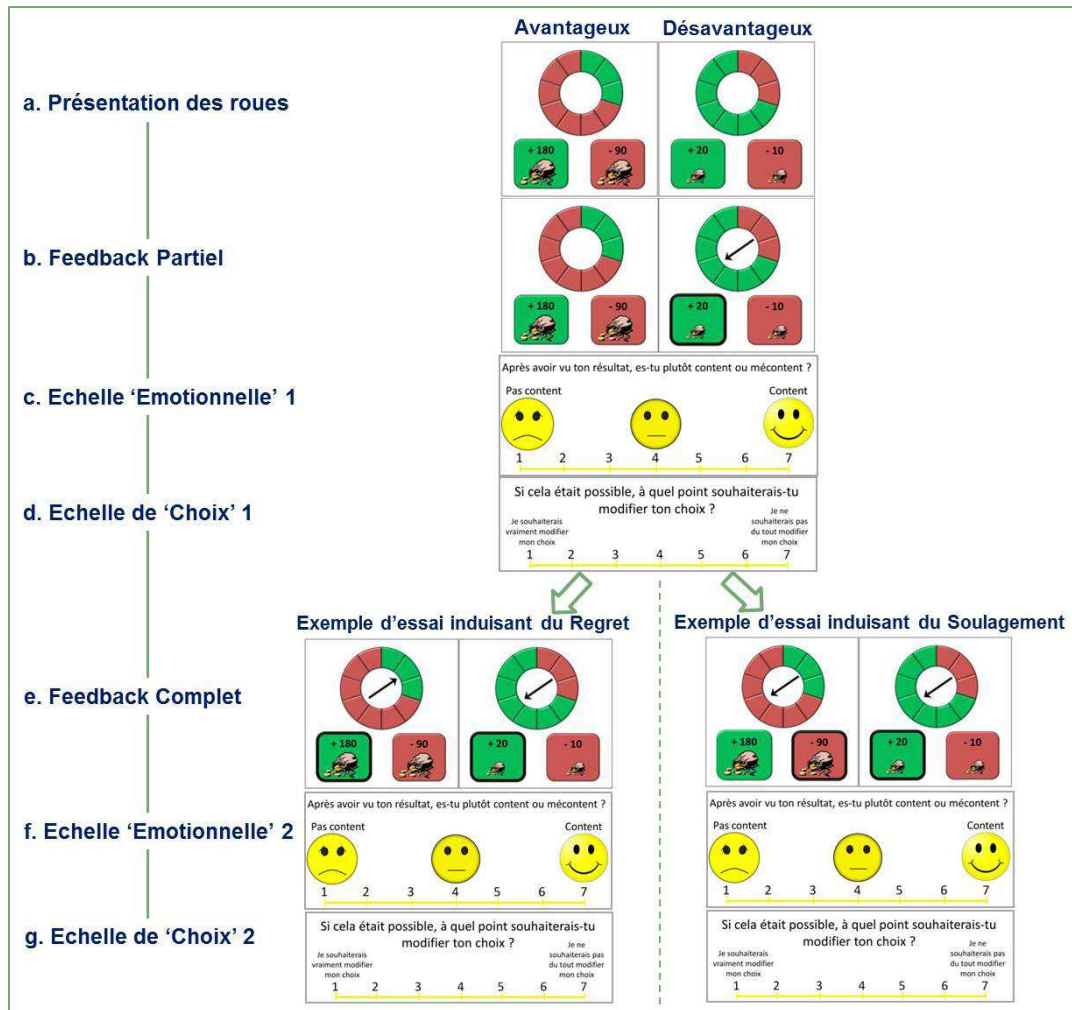 Avantageux Désavantageux
a. Présentation des roues
+ 180 - 90 + 20 - 10
b. Feedback Partiel
+180 - 90 + 20 - 10
c. Echelle ‘Emotionnelle’ 1
Après avoir vu ton résultat, es-tu plutôt content ou mécontent ?
Pas content Content
1 2 3 4 5 6 7
d. Echelle de ‘Choix’ 1
Si cela était possible, à quel point souhaiterais-tu
modifier ton choix ?
Je souhaiterais
vraiment modifier
mon choix
Je ne
souhaiterais pas
du tout modifier
mon choix
1 2 3 4 5 6 7
Exemple d’essai induisant du Regret
Exemple d’essai induisant du Soulagement
e. Feedback Complet
+ 180 - 90 + 20 - 10
+ 180 - 90 + 20 - 10
f. Echelle ‘Emotionnelle’ 2
Après avoir vu ton résultat, es-tu plutôt content ou mécontent ?
Pas content Content
1 2 3 4 5 6 7
Après avoir vu ton résultat, es-tu plutôt content ou mécontent ?
Pas content Content
1 2 3 4 5 6 7
g. Echelle de ‘Choix’ 2
Si cela était possible, à quel point souhaiterais-tu
modifier ton choix ?
Je souhaiterais
vraiment modifier
mon choix
Je ne
souhaiterais pas
du tout modifier
mon choix
1 2 3 4 5 6 7
Si cela était possible, à quel point souhaiterais-tu
modifier ton choix ?
Je souhaiterais
vraiment modifier
mon choix
Je ne
souhaiterais pas
du tout modifier
mon choix
1 2 3 4 5 6 7